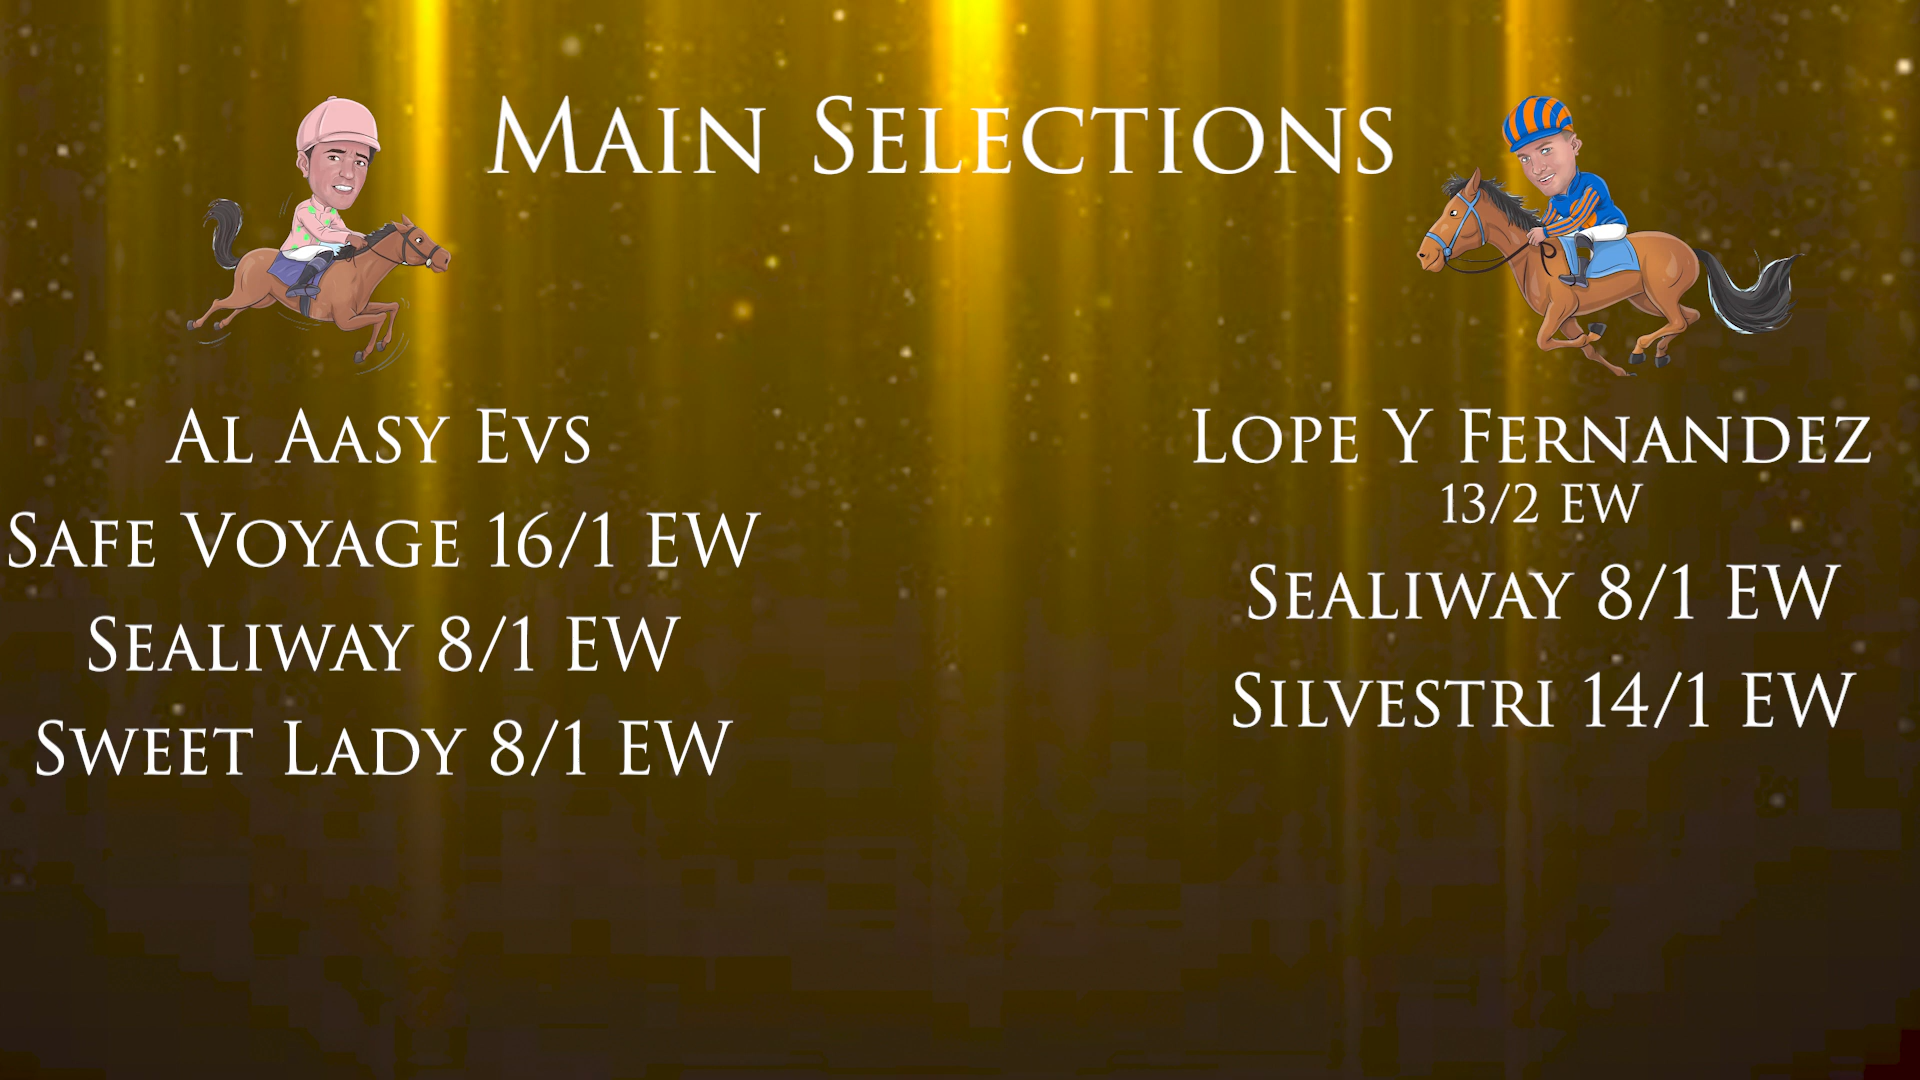 Main Selections
Al Aasy Evs
Safe Voyage 16/1 EW
Sealiway 8/1 EW
Sweet Lady 8/1 EW
Lope Y Fernandez
13/2 EW
Sealiway 8/1 EW
Silvestri 14/1 EW